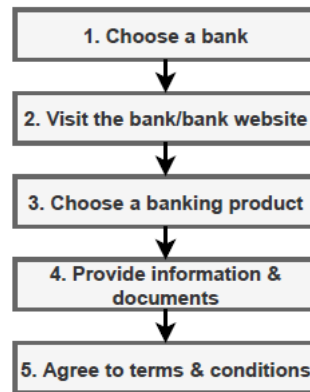 1. Choose a bank
2. Visit the bank/bank website
3. Choose a banking product
4. Provide information &
documents
5. Agree to terms & conditions